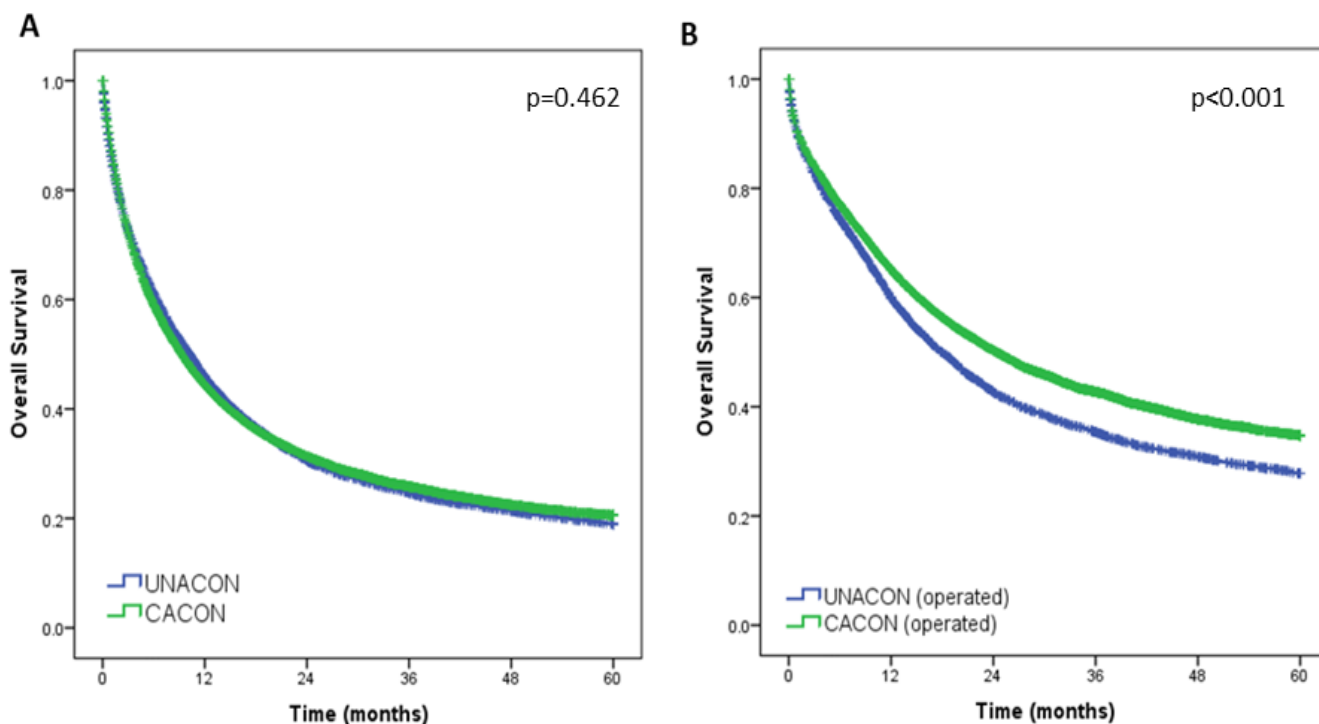 A
p=0.462
1.0
0.8
0.6
0.4
0.2
0.0
Overall Survival
UNACON
CACON
0 12 24 36 48 60
Time (months)
B
p<0.001
1.0
0.8
0.6
0.4
0.2
0.0
Overall Survival
UNACON (operated)
CACON (operated)
0 12 24 36 48 60
Time (months)